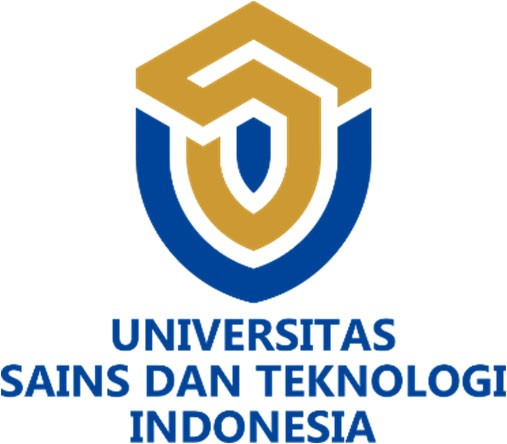 UNIVERSITAS
SAINS DAN TEKNOLOGI
INDONESIA